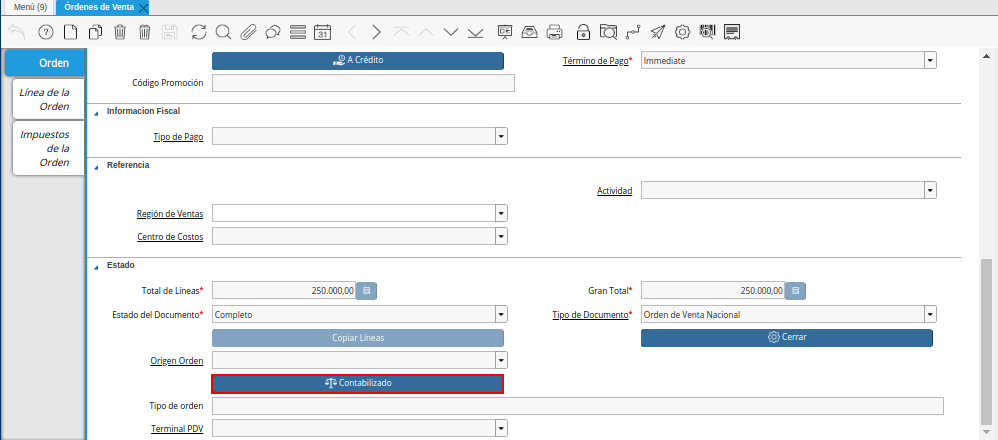 Menú (9)
Órdenes de Venta
31
Orden
Línea de la
Orden
Impuestos
de la
Orden
A Crédito
Término de Pago*
Immediate
Código Promoción
Informacion Fiscal
Tipo de Pago
Referencia
Actividad
Región de Ventas
Centro de Costos
Estado
Total de Líneas*
250.000,00
Gran Total*
250.000,00
Estado del Documento*
Completo
Tipo de Documento*
Orden de Venta Nacional
Copiar Líneas
Cerrar
Origen Orden
Contabilizado
Tipo de orden
Terminal PDV